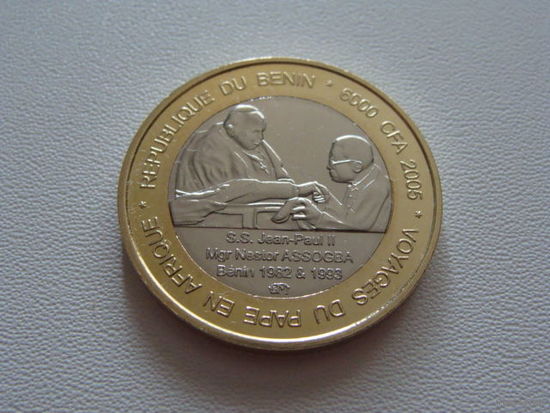 REPUBLIQUE DU BENIN • 6000 CFA 2005 • VOYAGES DU PAPE EN AFRIQUE •
S.S. Jean-Paul II
Mgr Nestor ASSOGBA
Bénin 1982 & 1993